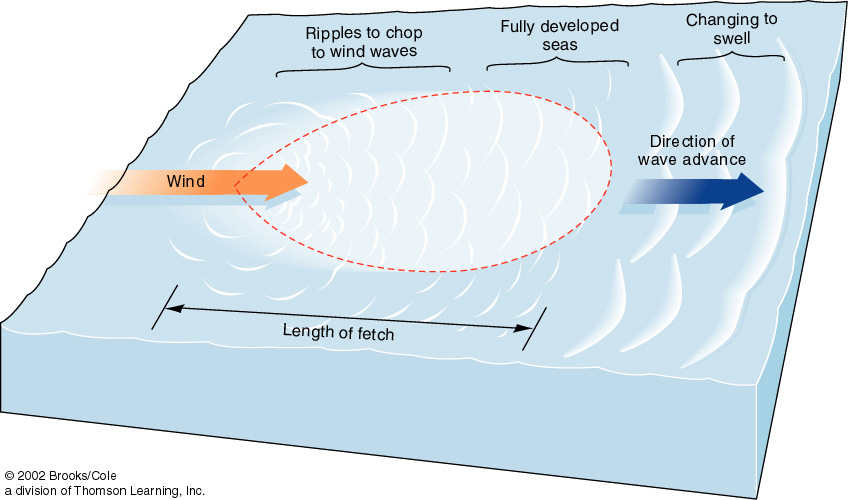 Ripples to chop
to wind waves
Fully developed
seas
Changing to
swell
Direction of
wave advance
Wind
Length of fetch
© 2002 Brooks/Cole
a division of Thomson Learning, Inc.